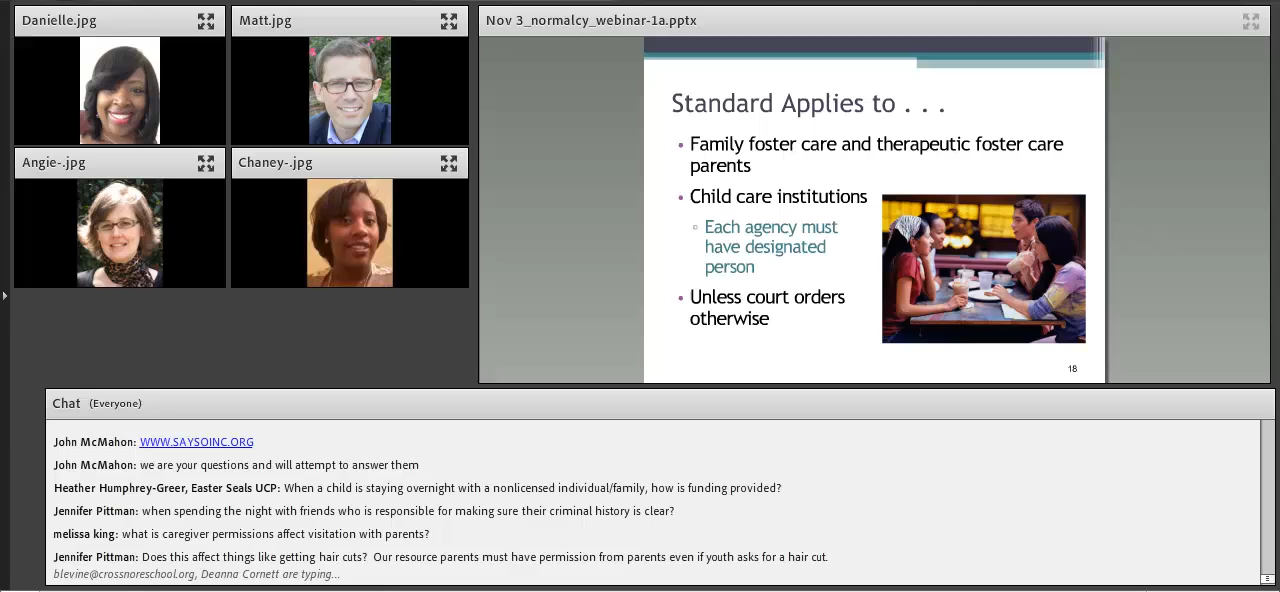 Danielle.jpg
Matt.jpg
Nov 3_normalcy_webinar-1a.pptx
Angie-.jpg
Chaney-.jpg
Standard Applies to . . .
• Family foster care and therapeutic foster care
parents
• Child care institutions
▫ Each agency must
have designated
person
• Unless court orders
otherwise
18
Chat (Everyone)
John McMahon: WWW.SAYSOINC.ORG
John McMahon: we are your questions and will attempt to answer them
Heather Humphrey-Greer, Easter Seals UCP: When a child is staying overnight with a nonlicensed individual/family, how is funding provided?
Jennifer Pittman: when spending the night with friends who is responsible for making sure their criminal history is clear?
melissa king: what is caregiver permissions affect visitation with parents?
Jennifer Pittman: Does this affect things like getting hair cuts?  Our resource parents must have permission from parents even if youth asks for a hair cut.
blevine@crossnoreschool.org, Deanna Cornett are typing...